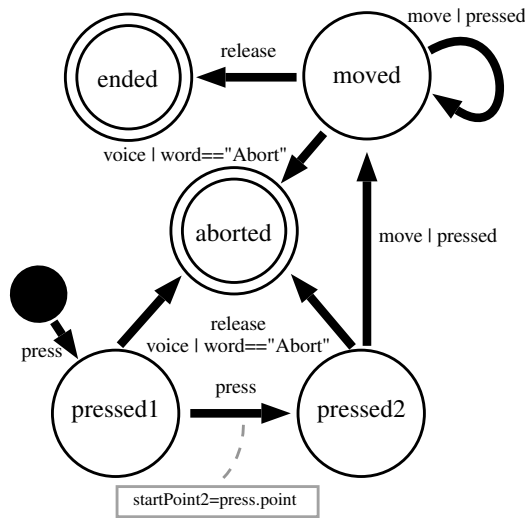 move | pressed
release
ended
moved
voice | word=="Abort"
aborted
move | pressed
release
voice | word=="Abort"
press
press
pressed1
pressed2
startPoint2=press.point